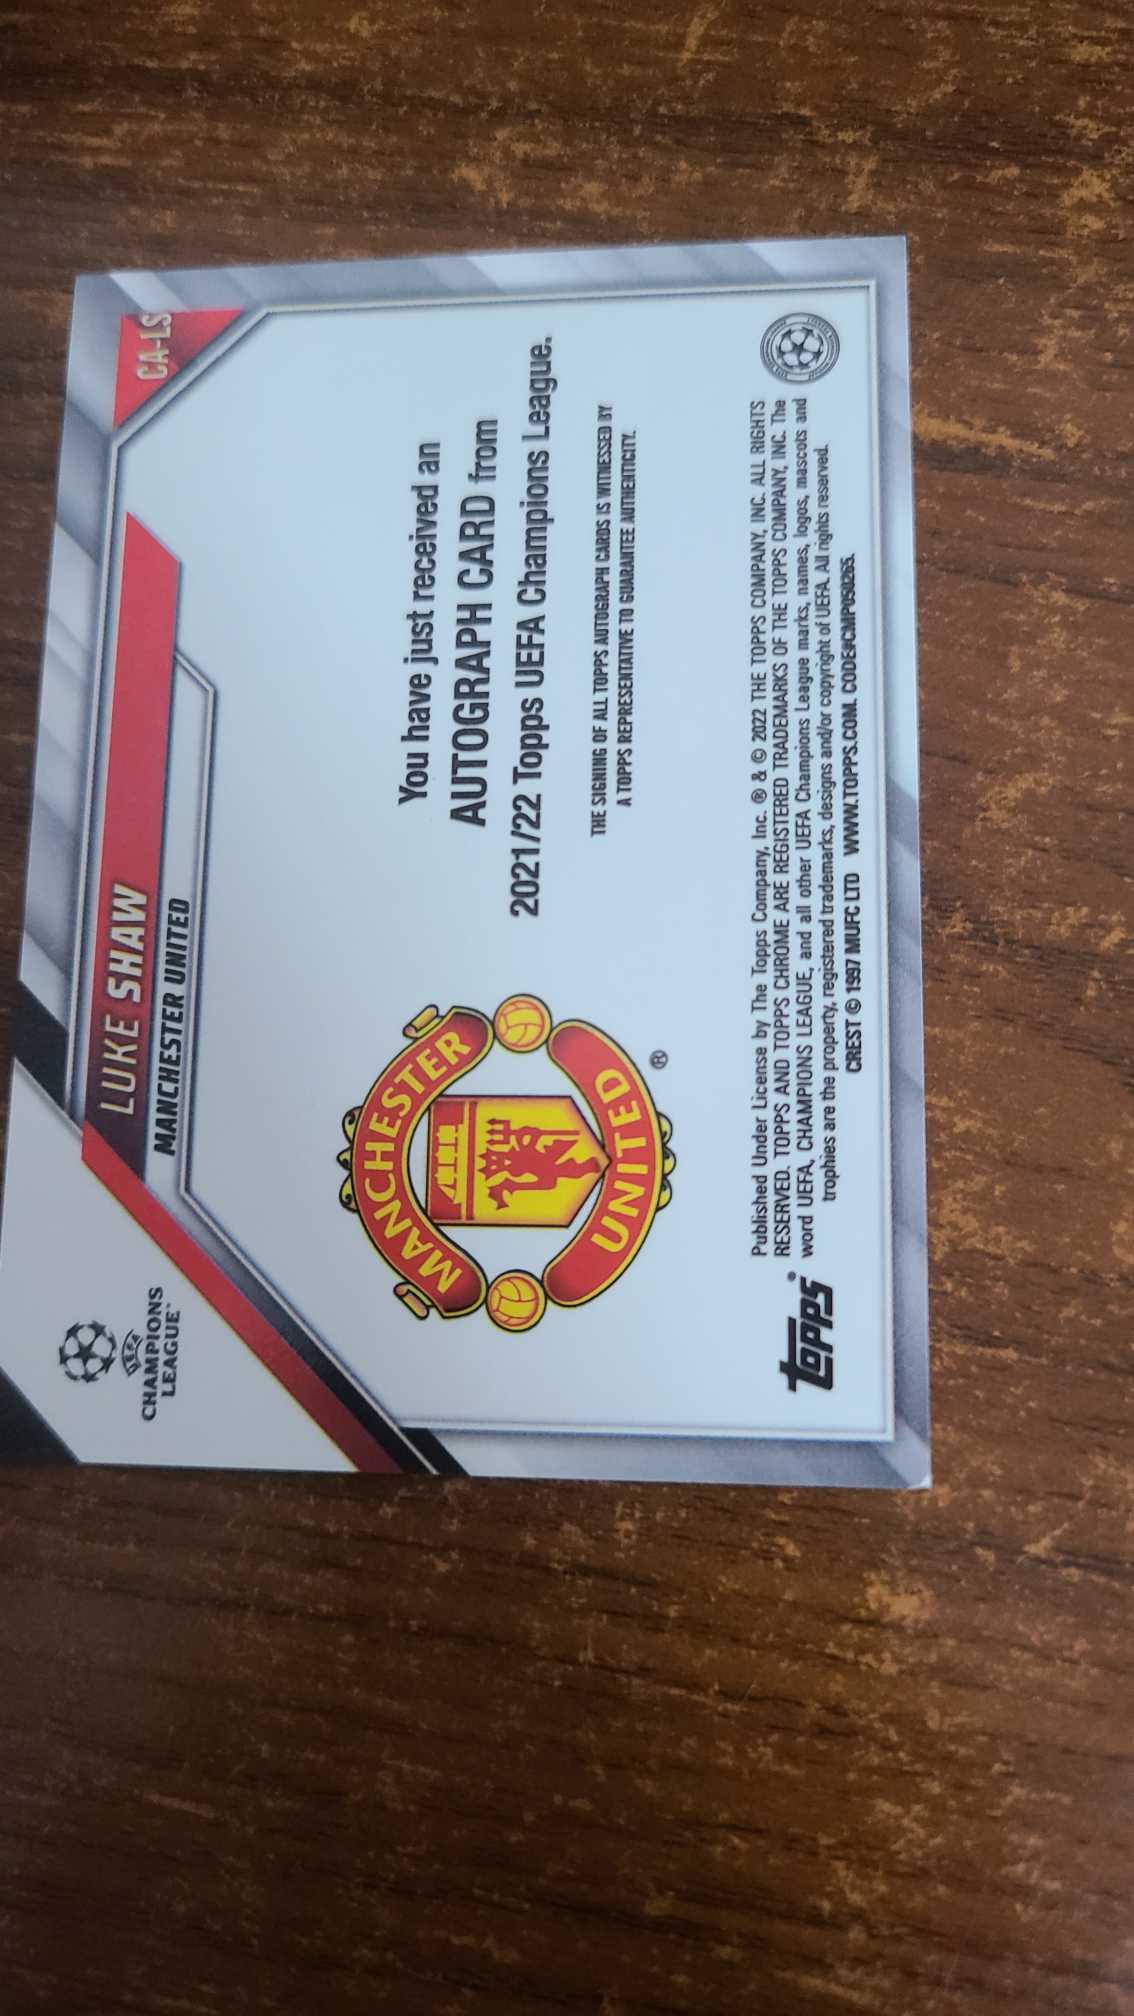 CHAMPIONS
LEAGUE
LUKE SHAW
CA-LS
MANCHESTER UNITED
MANCHESTER
UNITED
®
You have just received an
AUTOGRAPH CARD from
2021/22 Topps UEFA Champions League.
THE SIGNING OF ALL TOPPS AUTOGRAPH CARDS IS WITNESSED BY
A TOPPS REPRESENTATIVE TO GUARANTEE AUTHENTICITY.
topps®
Published Under License by The Topps Company, Inc. ® & © 2022 THE TOPPS COMPANY, INC. ALL RIGHTS
RESERVED. TOPPS AND TOPPS CHROME ARE REGISTERED TRADEMARKS OF THE TOPPS COMPANY, INC. The
word UEFA, CHAMPIONS LEAGUE, and all other UEFA Champions League marks, names, logos, mascots and
trophies are the property, registered trademarks, designs and/or copyright of UEFA. All rights reserved.
CREST © 1997 MUFC LTD WWW.TOPPS.COM. CODE#CMP050265.